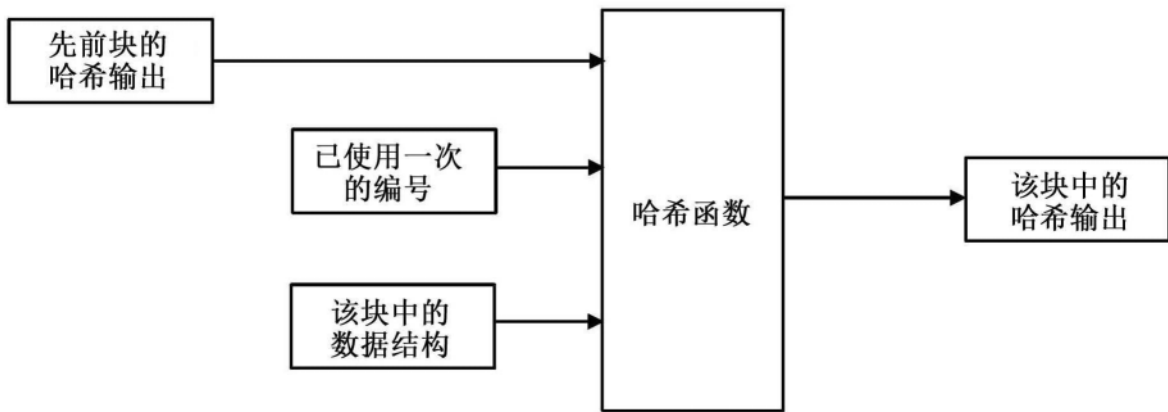 先前块的
哈希输出
已使用一次
的编号
该块中的
数据结构
哈希函数
该块中的
哈希输出